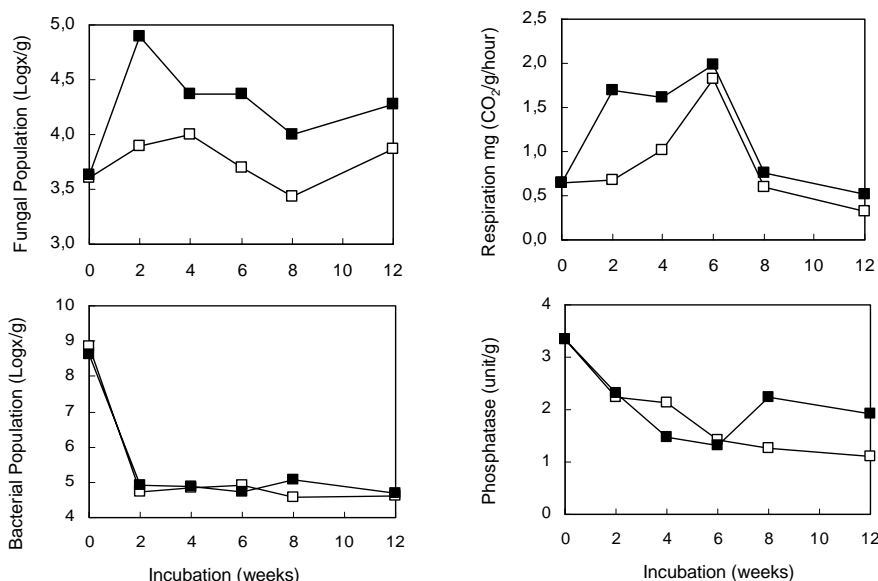 Fungal Population (Logx/g)
5,0
4,5
4,0
3,5
3,0
0 2 4 6 8 10 12
Respiration mg (CO₂/g/hour)
2,5
2,0
1,5
1,0
0,5
0,0
0 2 4 6 8 10 12
Bacterial Population (Logx/g)
10
9
8
7
6
5
4
0 2 4 6 8 10 12
Incubation (weeks)
Phosphatase (unit/g)
4
3
2
1
0
0 2 4 6 8 10 12
Incubation (weeks)